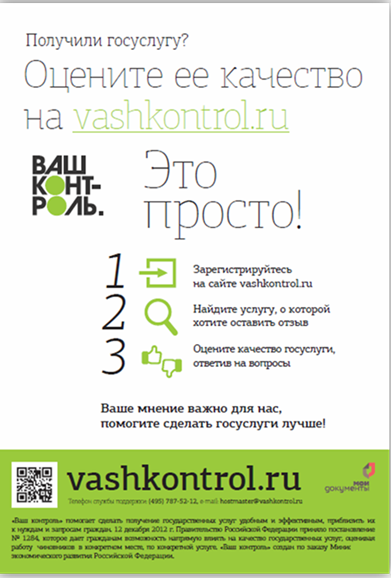 Получили госуслугу?
Оцените ее качество
на vashkontrol.ru
ВАШ
КОНТ-
РОЛЬ.
Это
просто!
1
Зарегистрируйтесь
на сайте vashkontrol.ru
2
Найдите услугу, о которой
хотите оставить отзыв
3
Оцените качество госуслуги,
ответив на вопросы
Ваше мнение важно для нас,
помогите сделать госуслуги лучше!
vashkontrol.ru
Телефон службы поддержки (495) 787-52-12, e-mail: hostmaster@vashkontrol.ru
мои
документы
«Ваш контроль» помогает сделать получение государственных услуг удобным и эффективным, приблизить их
к нуждам и запросам граждан, 12 декабря 2012 г. Правительство Российской Федерации приняло постановление
№ 1284, которое дает гражданам возможность напрямую влиять на качество государственных услуг, оценивая
работу чиновников в конкретном месте, по конкретной услуге. «Ваш контроль» создан по заказу Мини
экономического развития Российской Федерации.